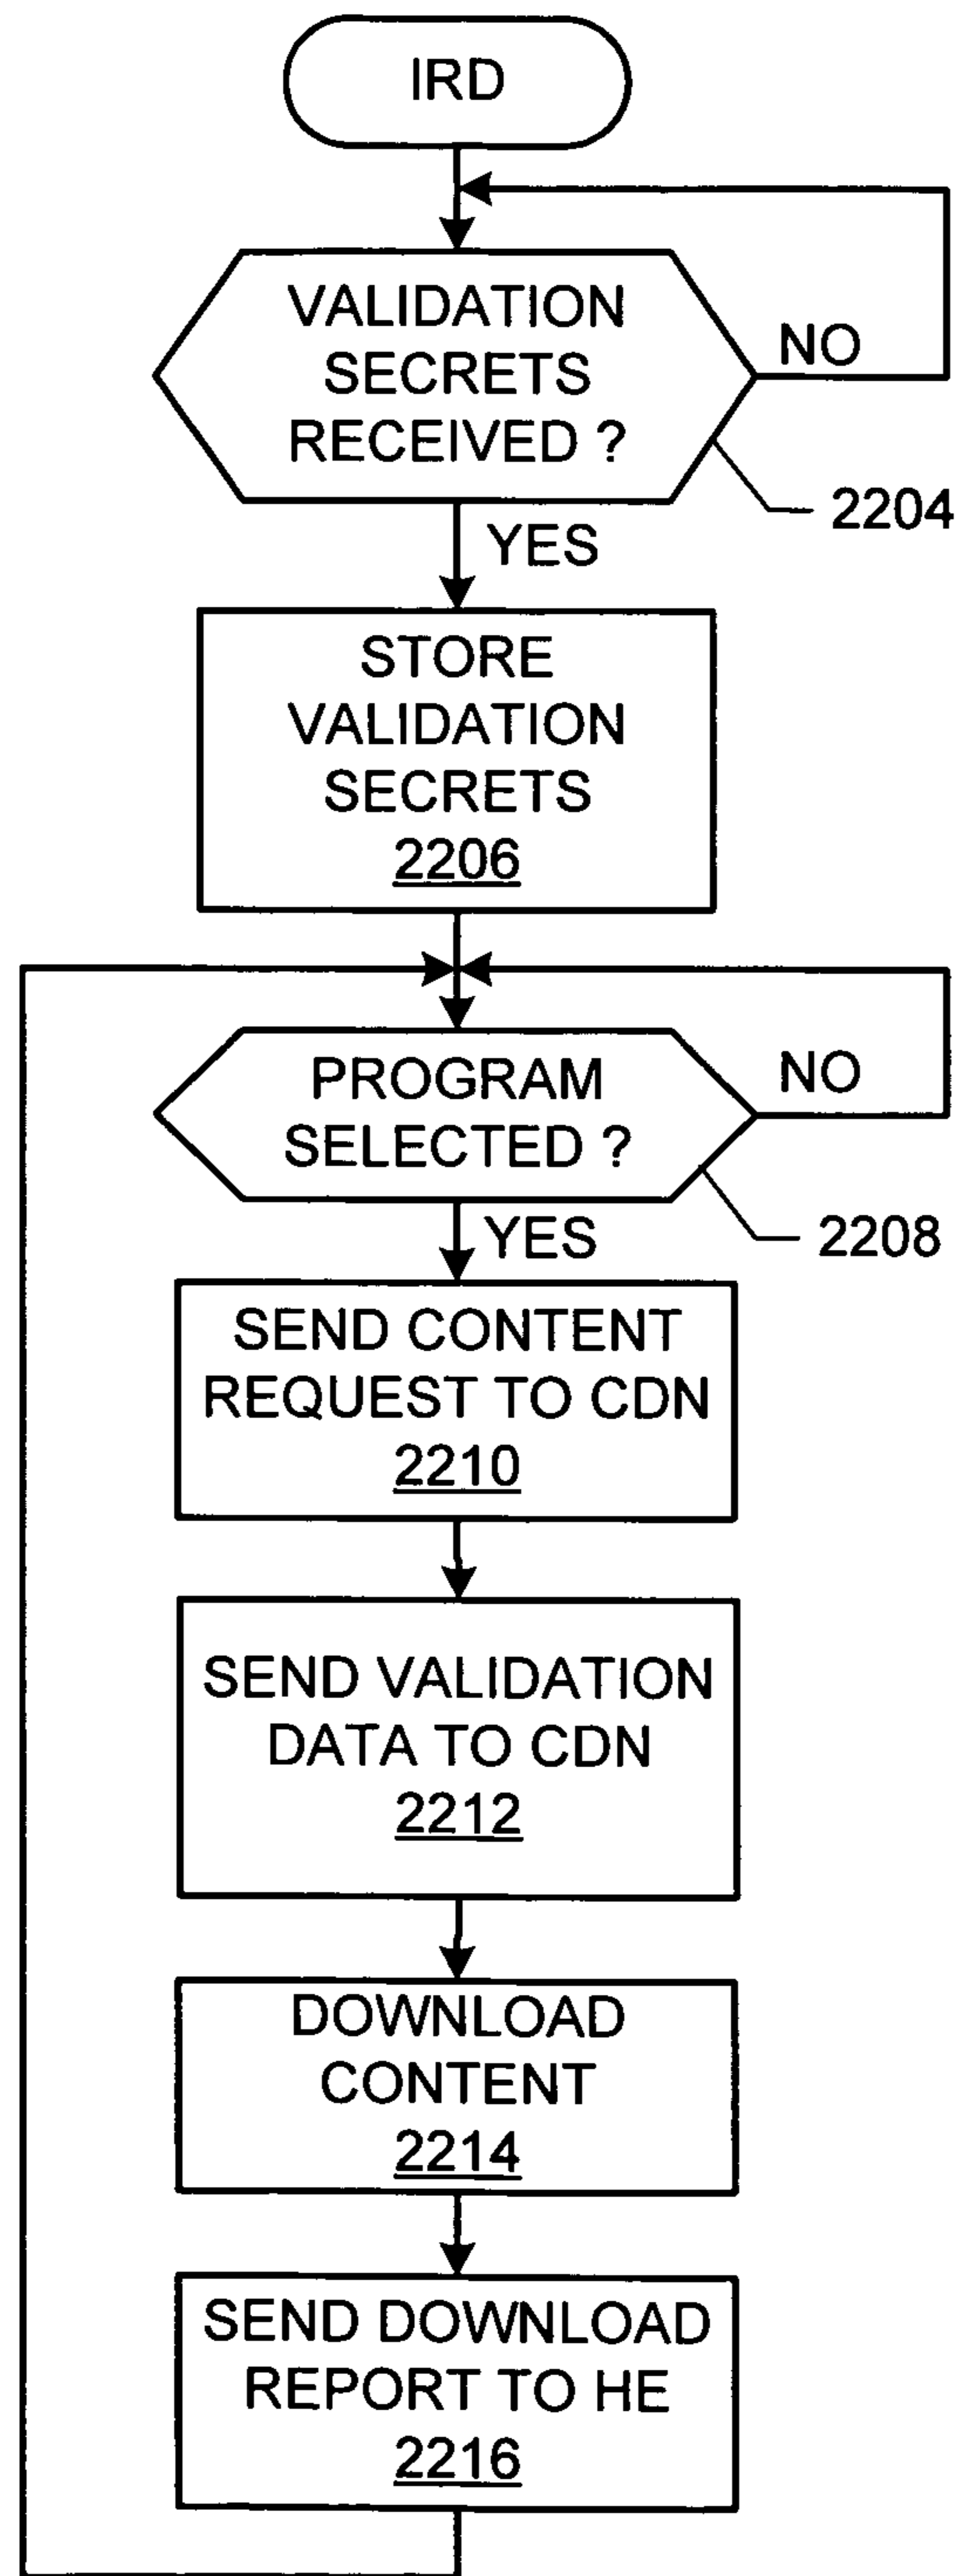 IRD
VALIDATION
SECRETS
RECEIVED ?
NO
2204
YES
STORE
VALIDATION
SECRETS
2206
PROGRAM
SELECTED ?
NO
2208
YES
SEND CONTENT
REQUEST TO CDN
2210
SEND VALIDATION
DATA TO CDN
2212
DOWNLOAD
CONTENT
2214
SEND DOWNLOAD
REPORT TO HE
2216